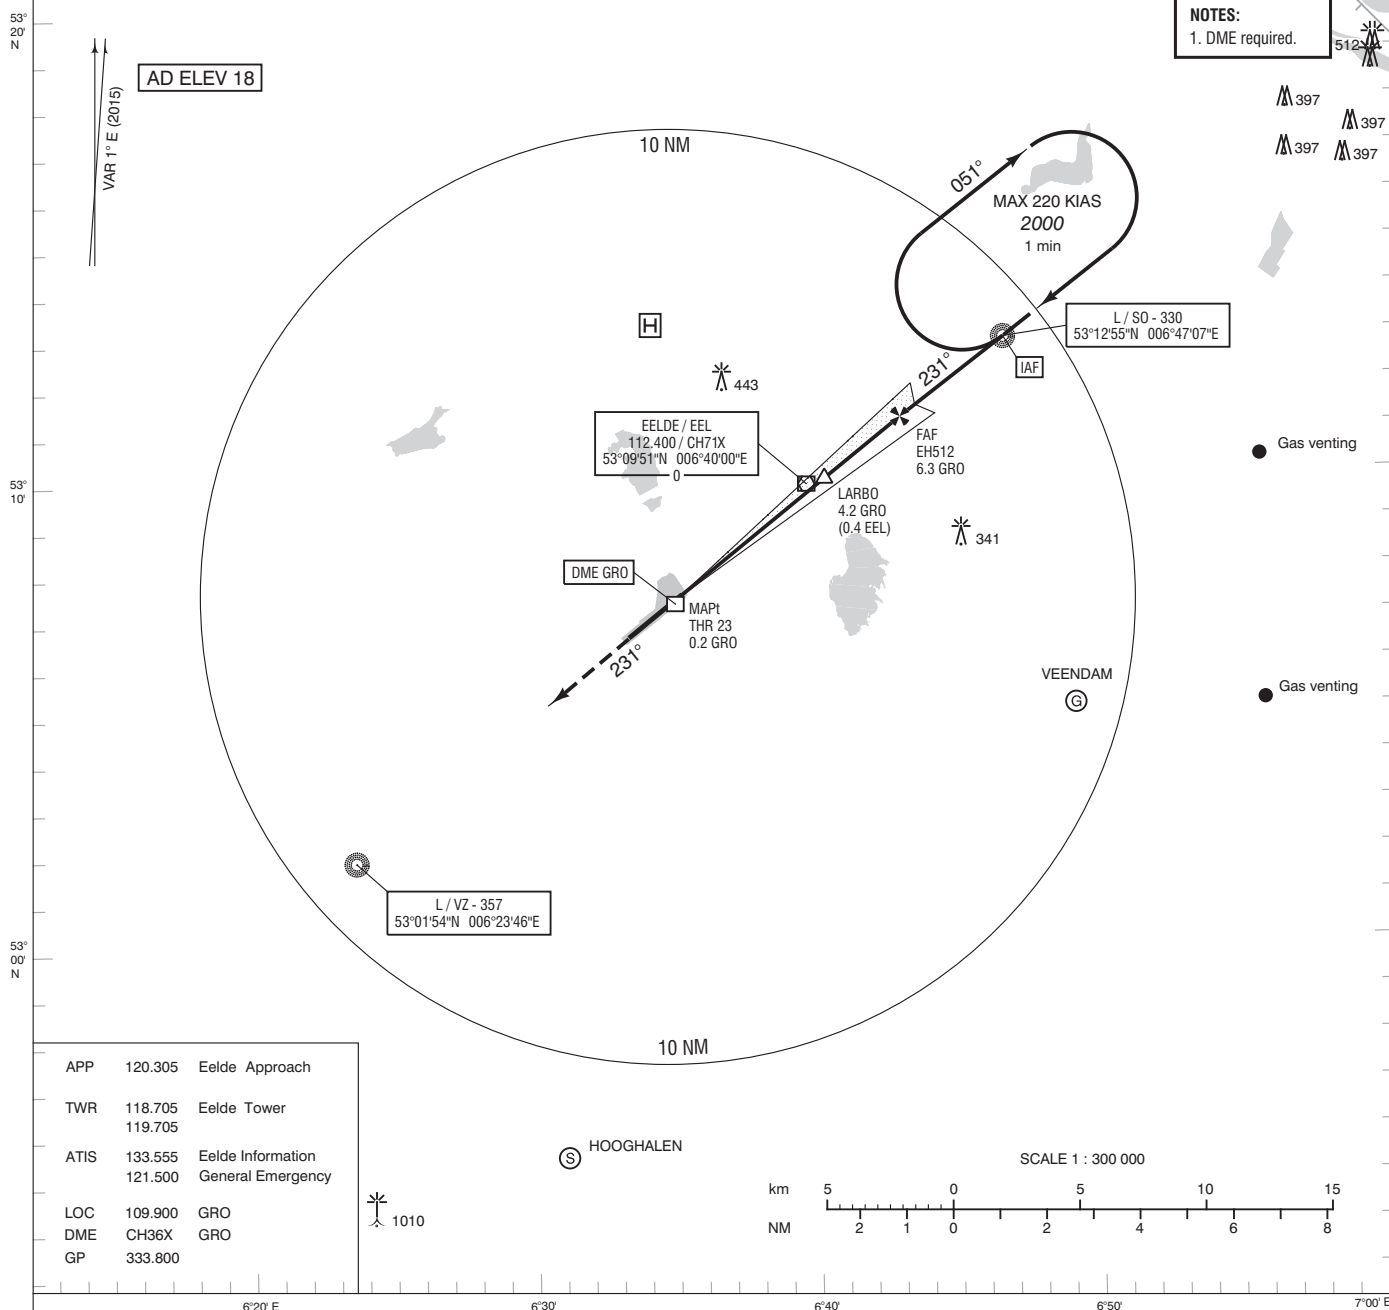 53°
20'
N
VAR 1° E (2015)
AD ELEV 18
NOTES:
1. DME required.
512
397
397
397
397
10 NM
051°
MAX 220 KIAS
2000
1 min
L / SO - 330
53°12'55"N 006°47'07"E
IAF
H
443
231°
EELDE / EEL
112.400 / CH71X
53°09'51"N 006°40'00"E
0
FAF
EH512
6.3 GRO
Gas venting
53°
10'
LARBO
4.2 GRO
(0.4 EEL)
341
DME GRO
MAPt
THR 23
0.2 GRO
231°
VEENDAM
G
Gas venting
L / VZ - 357
53°01'54"N 006°23'46"E
53°
00'
N
10 NM
APP 120.305 Eelde Approach
TWR 118.705 Eelde Tower
119.705
ATIS 133.555 Eelde Information
121.500 General Emergency
LOC 109.900 GRO
DME CH36X GRO
GP 333.800
1010
S HOOGHALEN
SCALE 1 : 300 000
km 5 0 5 10 15
NM 2 1 0 2 4 6 8
6°20' E 6°30' 6°40' 6°50' 7°00' E